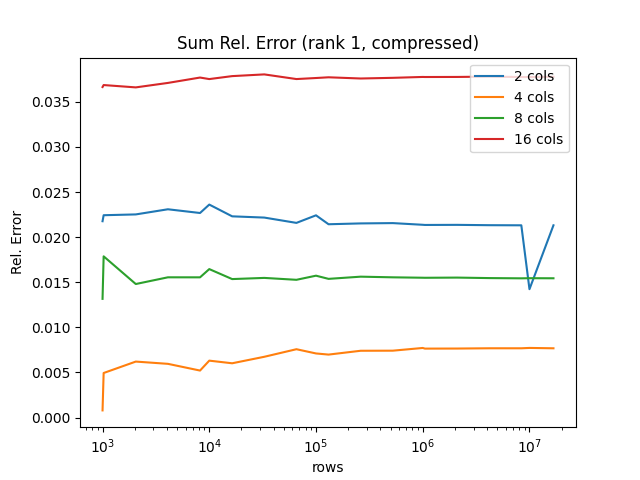 Sum Rel. Error (rank 1, compressed)
2 cols
4 cols
8 cols
16 cols
Rel. Error
0.035
0.030
0.025
0.020
0.015
0.010
0.005
0.000
10³
10⁴
10⁵
10⁶
10⁷
rows